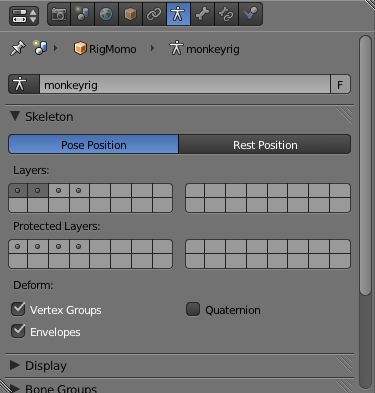 RigMomo monkeyrig
monkeyrig F
Skeleton
Pose Position Rest Position
Layers:
Protected Layers:
Deform:
Vertex Groups Quaternion
Envelopes
Display
Bone Groups